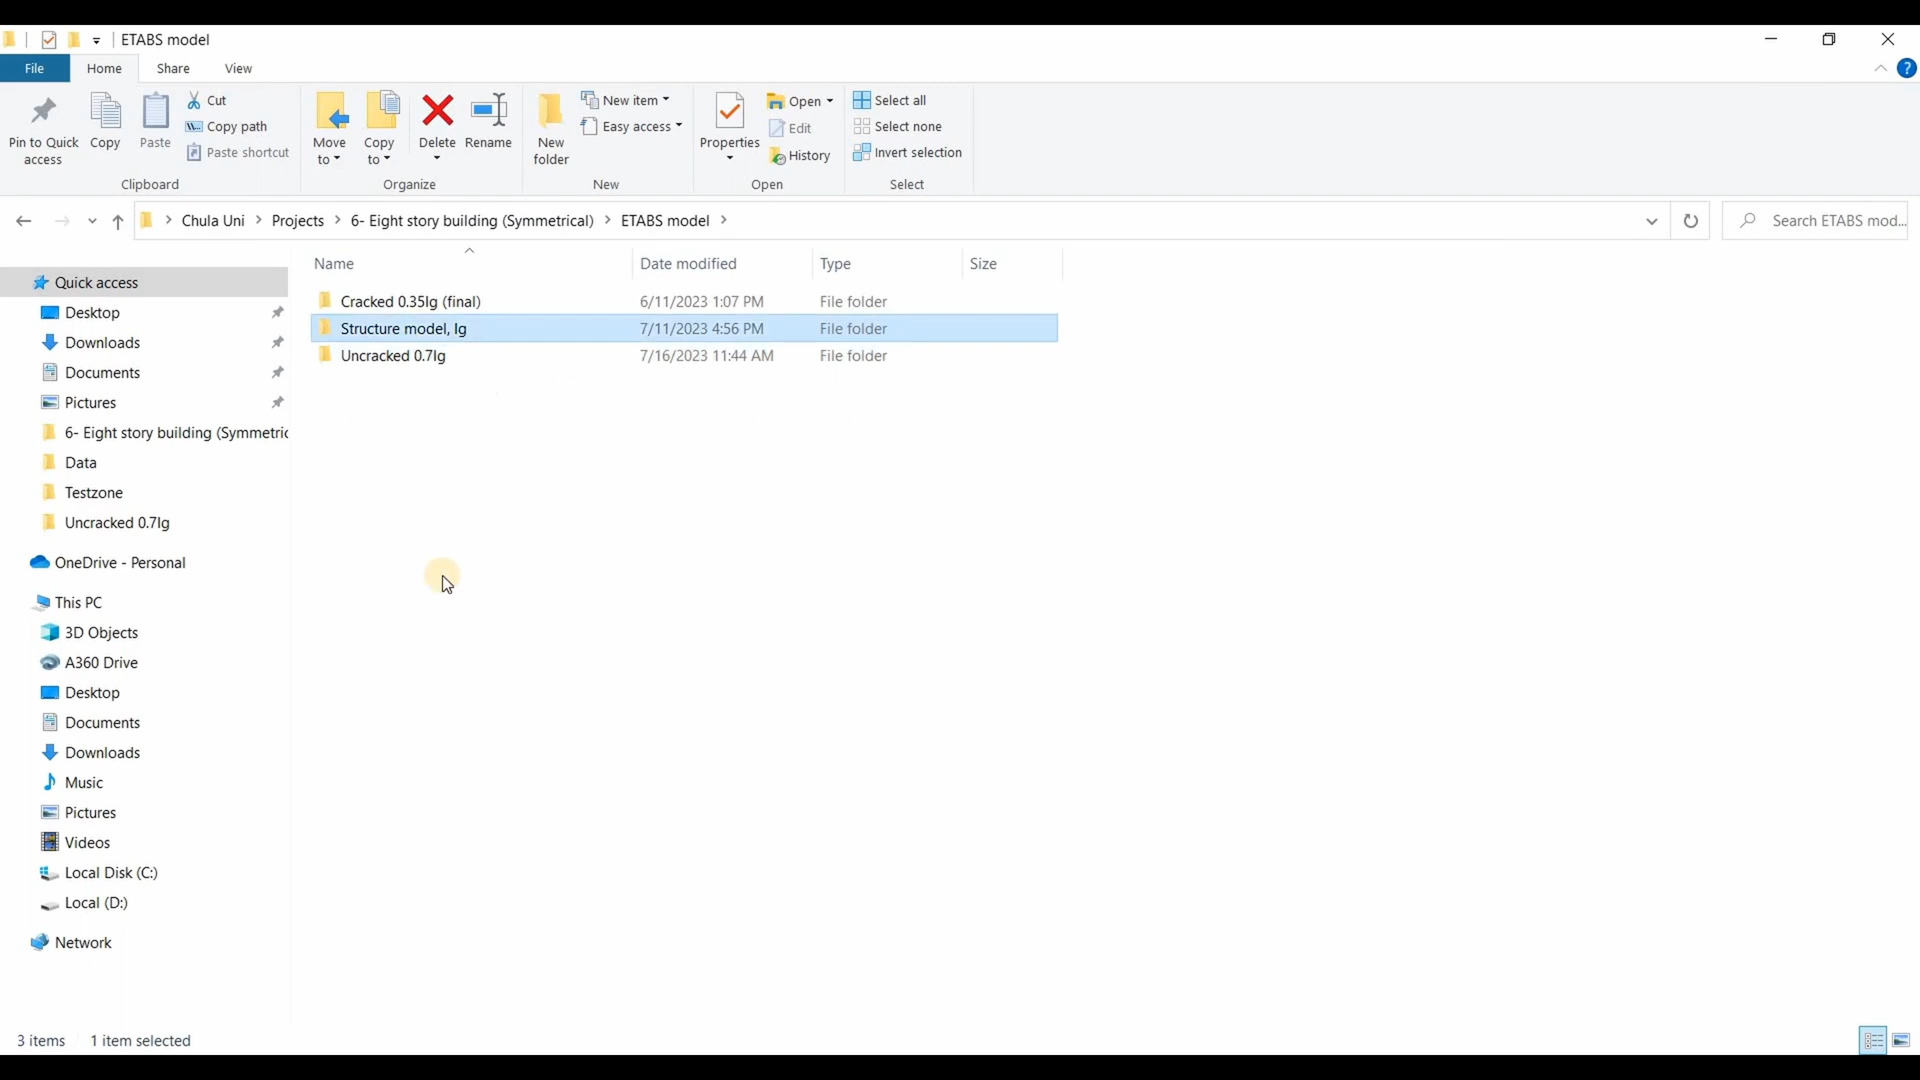 ETABS model
File Home Share View
Pin to Quick access
Copy
Paste
Cut
Copy path
Paste shortcut
Clipboard
Move to
Copy to
Delete
Rename
Organize
New folder
New item
Easy access
New
Properties
Open
Edit
History
Open
Select all
Select none
Invert selection
Select
Chula Uni > Projects > 6- Eight story building (Symmetrical) > ETABS model >
Search ETABS mod...
Name Date modified Type Size
Cracked 0.35Ig (final) 6/11/2023 1:07 PM File folder
Structure model, Ig 7/11/2023 4:56 PM File folder
Uncracked 0.7Ig 7/16/2023 11:44 AM File folder
Quick access
Desktop
Downloads
Documents
Pictures
6- Eight story building (Symmetric
Data
Testzone
Uncracked 0.7Ig
OneDrive - Personal
This PC
3D Objects
A360 Drive
Desktop
Documents
Downloads
Music
Pictures
Videos
Local Disk (C:)
Local (D:)
Network
3 items 1 item selected